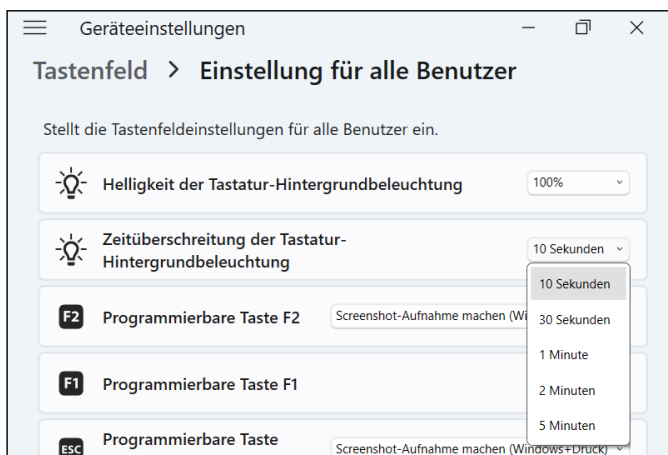 Geräteeinstellungen
Tastenfeld > Einstellung für alle Benutzer
Stellt die Tastenfeldeinstellungen für alle Benutzer ein.
Helligkeit der Tastatur-Hintergrundbeleuchtung
100%
Zeitüberschreitung der Tastatur-
Hintergrundbeleuchtung
10 Sekunden
10 Sekunden
30 Sekunden
1 Minute
2 Minuten
5 Minuten
F2 Programmierbare Taste F2
Screenshot-Aufnahme machen
F1 Programmierbare Taste F1
ESC Programmierbare Taste
Screenshot-Aufnahme machen (Windows+Druck)